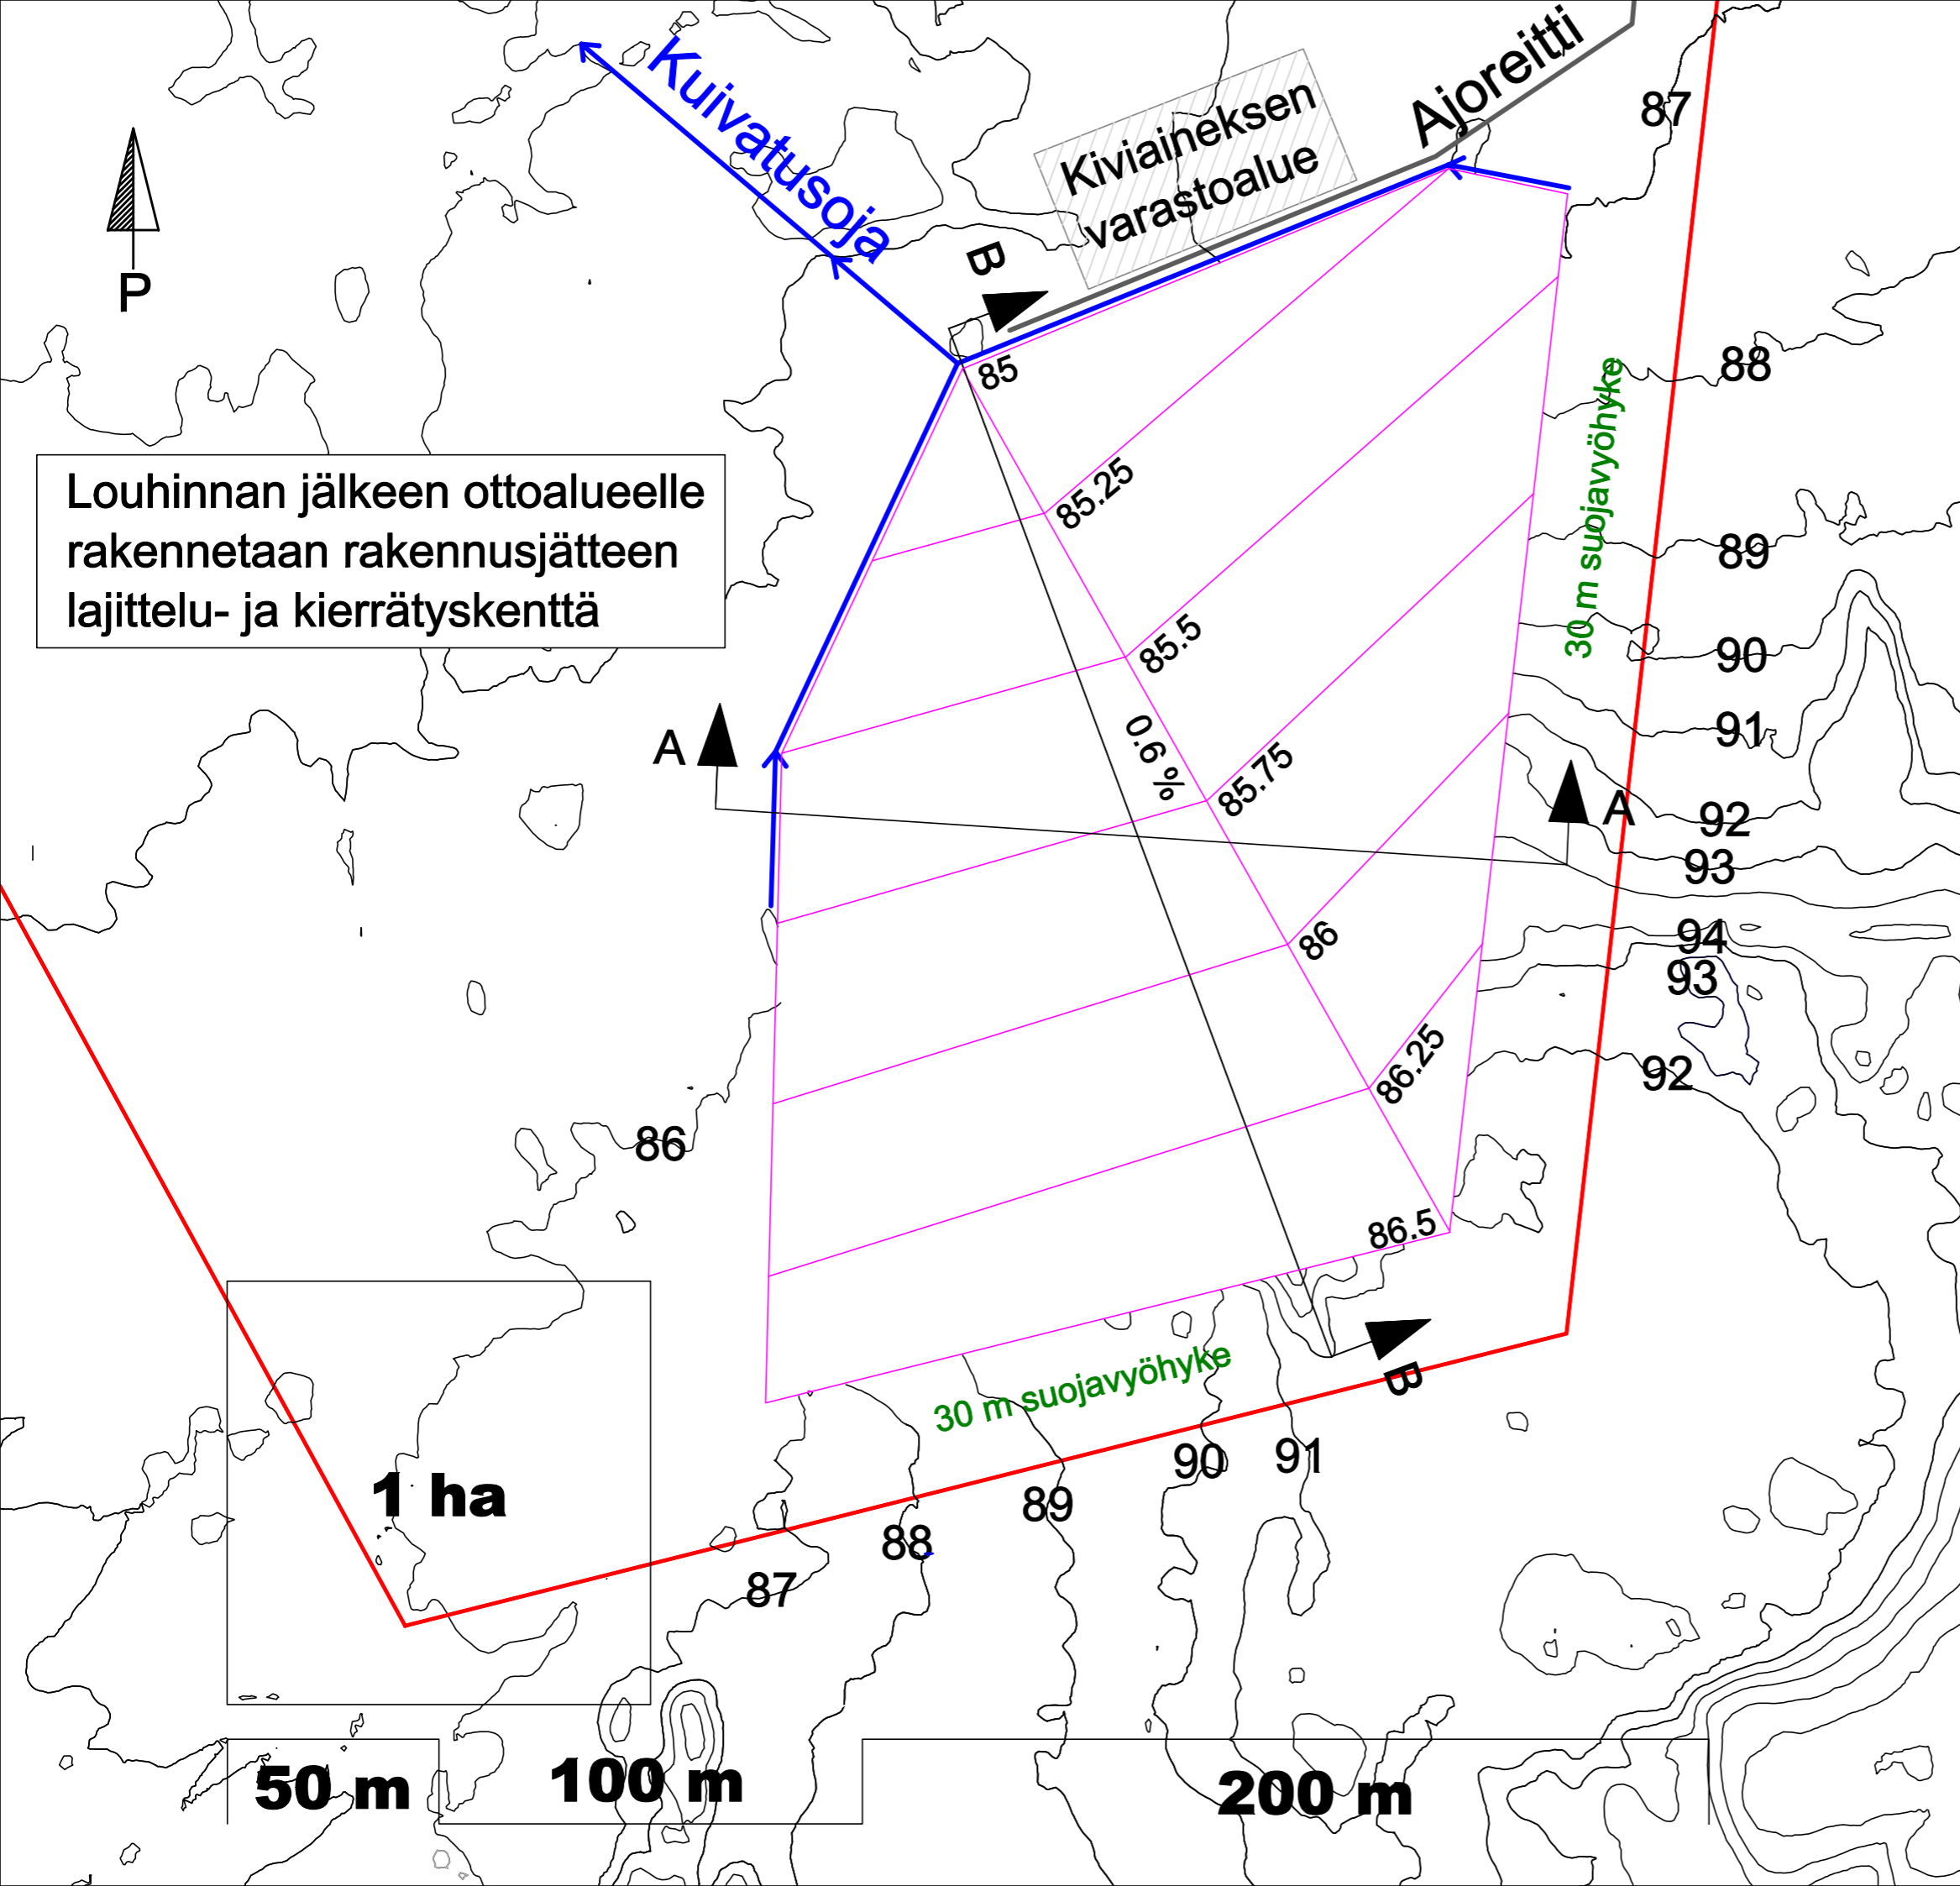 Kuivatusoja
Kiviaineksen
varastoalue
Ajoreitti
87
P
B
85
88
30 m suojavyöhyke
Louhinnan jälkeen ottoalueelle
rakennetaan rakennusjätteen
lajittelu- ja kierrätyskenttä
85.25
89
85.5
90
91
A
0.6 %
85.75
A
92
93
86
94
93
86.25
92
86
86.5
30 m suojavyöhyke
B
90
91
1 ha
89
88
87
50 m
100 m
200 m